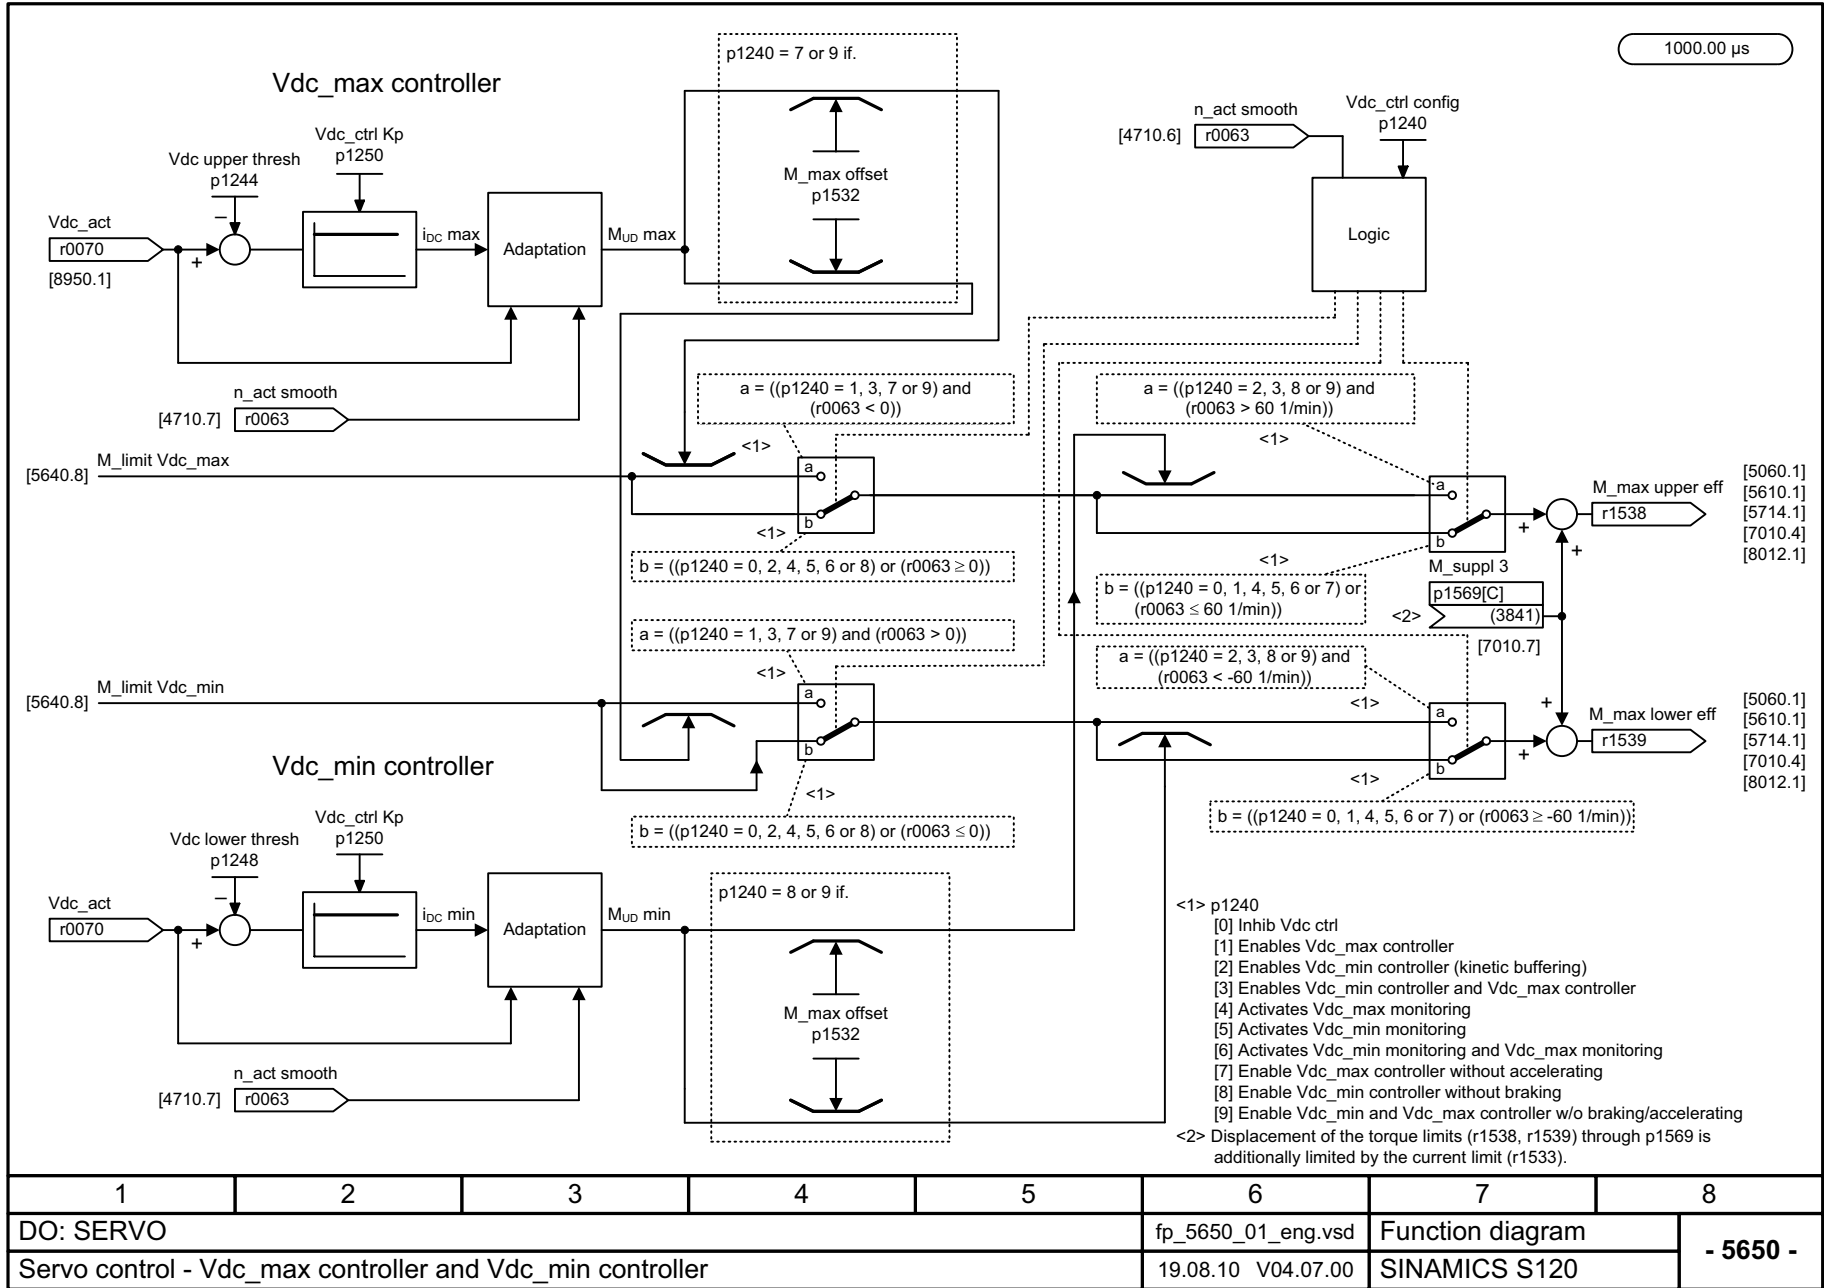 p1240 = 7 or 9 if.
1000.00 µs
Vdc_max controller
Vdc_ctrl Kp
p1250
Vdc upper thresh
p1244
–
Vdc_act
r0070
[8950.1]
+
iDC max
Adaptation
MUD max
M_max offset
p1532
n_act smooth
[4710.6]
r0063
Vdc_ctrl config
p1240
Logic
n_act smooth
[4710.7]
r0063
a = ((p1240 = 1, 3, 7 or 9) and
(r0063 < 0))
a = ((p1240 = 2, 3, 8 or 9) and
(r0063 > 60 1/min))
<1>
<1>
[5640.8]
M_limit Vdc_max
a
b
<1>
b = ((p1240 = 0, 2, 4, 5, 6 or 8) or (r0063 ≥ 0))
a
b
<1>
b = ((p1240 = 0, 1, 4, 5, 6 or 7) or
(r0063 ≤ 60 1/min))
+
+
M_max upper eff
r1538
[5060.1]
[5610.1]
[5714.1]
[7010.4]
[8012.1]
M_suppl 3
p1569[C]
<2>
(3841)
[7010.7]
a = ((p1240 = 1, 3, 7 or 9) and (r0063 > 0))
<1>
a = ((p1240 = 2, 3, 8 or 9) and
(r0063 < -60 1/min))
<1>
[5640.8]
M_limit Vdc_min
a
b
<1>
b = ((p1240 = 0, 2, 4, 5, 6 or 8) or (r0063 ≤ 0))
a
b
<1>
b = ((p1240 = 0, 1, 4, 5, 6 or 7) or (r0063 ≥ -60 1/min))
+
+
M_max lower eff
r1539
[5060.1]
[5610.1]
[5714.1]
[7010.4]
[8012.1]
Vdc_min controller
Vdc_ctrl Kp
p1250
Vdc lower thresh
p1248
–
Vdc_act
r0070
+
iDC min
Adaptation
MUD min
p1240 = 8 or 9 if.
M_max offset
p1532
n_act smooth
[4710.7]
r0063
<1> p1240
[0] Inhib Vdc ctrl
[1] Enables Vdc_max controller
[2] Enables Vdc_min controller (kinetic buffering)
[3] Enables Vdc_min controller and Vdc_max controller
[4] Activates Vdc_max monitoring
[5] Activates Vdc_min monitoring
[6] Activates Vdc_min monitoring and Vdc_max monitoring
[7] Enable Vdc_max controller without accelerating
[8] Enable Vdc_min controller without braking
[9] Enable Vdc_min and Vdc_max controller w/o braking/accelerating
<2> Displacement of the torque limits (r1538, r1539) through p1569 is
additionally limited by the current limit (r1533).
1 2 3 4 5 6 7 8
DO: SERVO
fp_5650_01_eng.vsd
Function diagram
- 5650 -
Servo control - Vdc_max controller and Vdc_min controller
19.08.10 V04.07.00
SINAMICS S120